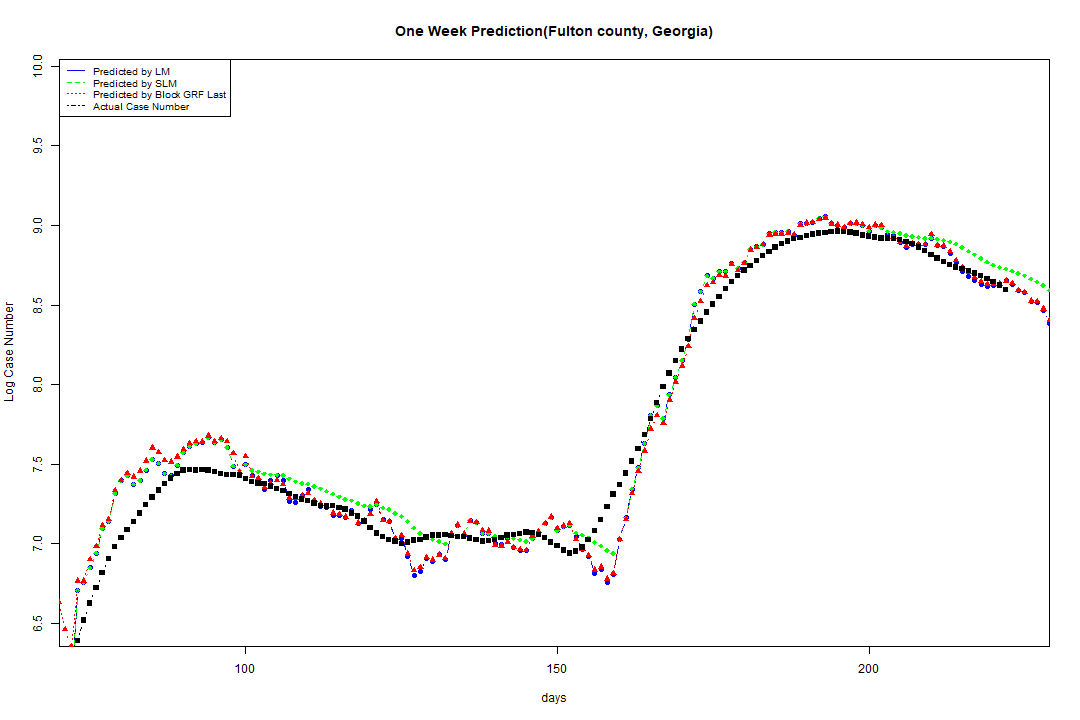 One Week Prediction(Fulton county, Georgia)
Predicted by LM
Predicted by SLM
Predicted by Block GRF Last
Actual Case Number
10.0
9.5
9.0
8.5
8.0
7.5
7.0
6.5
Log Case Number
100
150
200
days